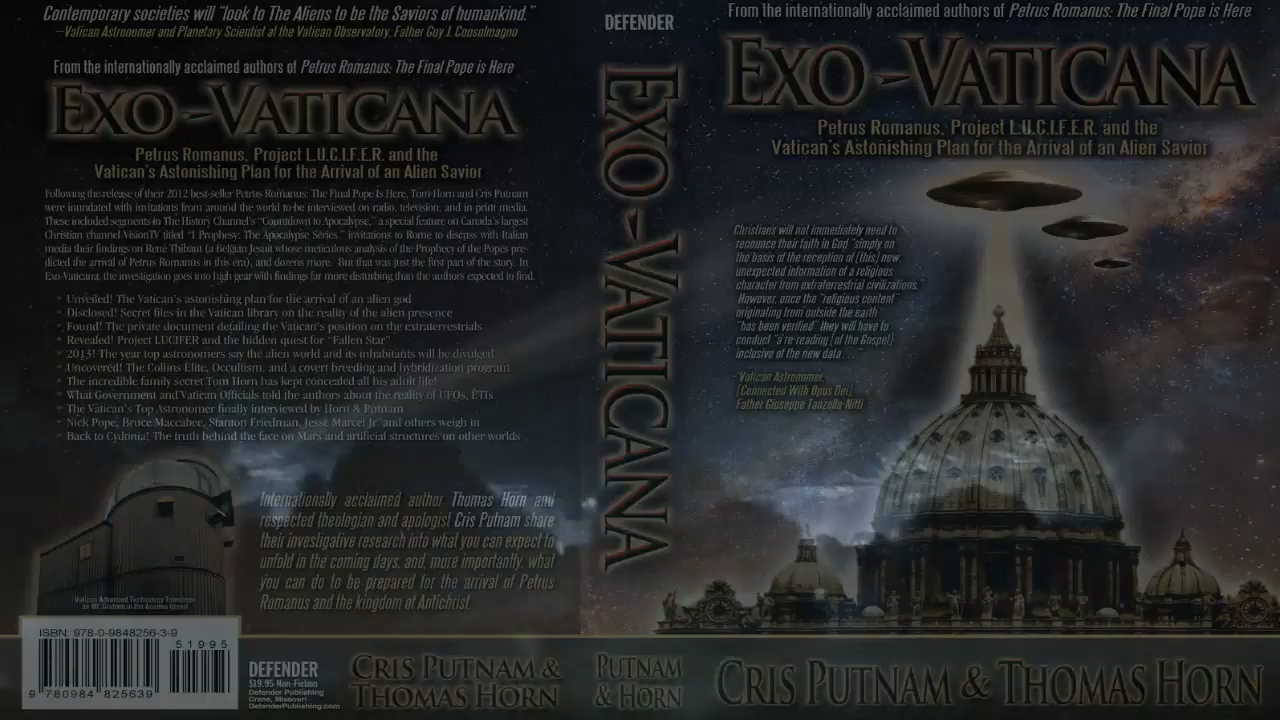 Contemporary societies will "look to The Aliens to be the Saviors of humankind."
—Vatican Astronomer and Planetary Scientist at the Vatican Observatory, Father Guy J. Consolmagno
From the internationally acclaimed authors of Petrus Romanus: The Final Pope is Here
EXO-VATICANA
Petrus Romanus, Project L.U.C.I.F.E.R. and the
Vatican's Astonishing Plan for the Arrival of an Alien Savior
Following the release of their 2012 best-seller Petrus Romanus: The Final Pope Is Here, Tom Horn and Cris Putnam
were inundated with invitations from around the world to be interviewed on radio, television, and in print media.
These included segments in The History Channel's "Countdown to Apocalypse," a special feature on Canada's largest
Christian channel VisionTV titled "I Prophesy: The Apocalypse Series," invitations to Rome to discuss with Italian
media their findings on René Thibaut (a Belgian Jesuit whose meticulous analysis of the Prophecy of the Popes pre-
dicted the arrival of Petrus Romanus in this era), and dozens more. But that was just the first part of the story. In
Exo-Vaticana, the investigation goes into high gear with findings far more disturbing than the authors expected to find.
* Unveiled! The Vatican's astonishing plan for the arrival of an alien god
* Disclosed! Secret files in the Vatican library on the reality of the alien presence
* Found! The private document detailing the Vatican's position on the extraterrestrials
* Revealed! Project LUCIFER and the hidden quest for "Fallen Star"
* 2013! The year top astronomers say the alien world and its inhabitants will be divulged
* Uncovered! The Collins Elite, Occultism, and a covert breeding and hybridization program
* The incredible family secret Tom Horn has kept concealed all his adult life!
* What Government and Vatican Officials told the authors about the reality of UFOs, ETIs
* The Vatican's Top Astronomer finally interviewed by Horn & Putnam
* Nick Pope, Bruce Maccabee, Stanton Friedman, Jesse Marcel Jr. and others weigh in
* Back to Cydonia! The truth behind the face on Mars and artificial structures on other worlds
Internationally acclaimed author Thomas Horn and
respected theologian and apologist Cris Putnam share
their investigative research into what you can expect to
unfold in the coming days, and, more importantly, what
you can do to be prepared for the arrival of Petrus
Romanus and the kingdom of Antichrist.
Vatican Advanced Technology Telescope
on Mt. Graham in the Arizona desert
ISBN: 978-0-9848256-3-9
51995
9 780984 825639
DEFENDER
$19.95 Non-Fiction
Defender Publishing
Crane, Missouri
DefenderPublishing.com
CRIS PUTNAM &
THOMAS HORN
DEFENDER
EXO-VATICANA
PUTNAM
& HORN
From the internationally acclaimed authors of Petrus Romanus: The Final Pope is Here
EXO-VATICANA
Petrus Romanus, Project L.U.C.I.F.E.R. and the
Vatican's Astonishing Plan for the Arrival of an Alien Savior
Christians will not immediately need to
renounce their faith in God "simply on
the basis of the reception of [this] new,
unexpected information of a religious
character from extraterrestrial civilizations."
However, once the "religious content"
originating from outside the earth
"has been verified" they will have to
conduct "a re-reading [of the Gospel]
inclusive of the new data . . ."
– Vatican Astronomer,
[Connected With Opus Dei],
Father Giuseppe Tanzella-Nitti
CRIS PUTNAM & THOMAS HORN